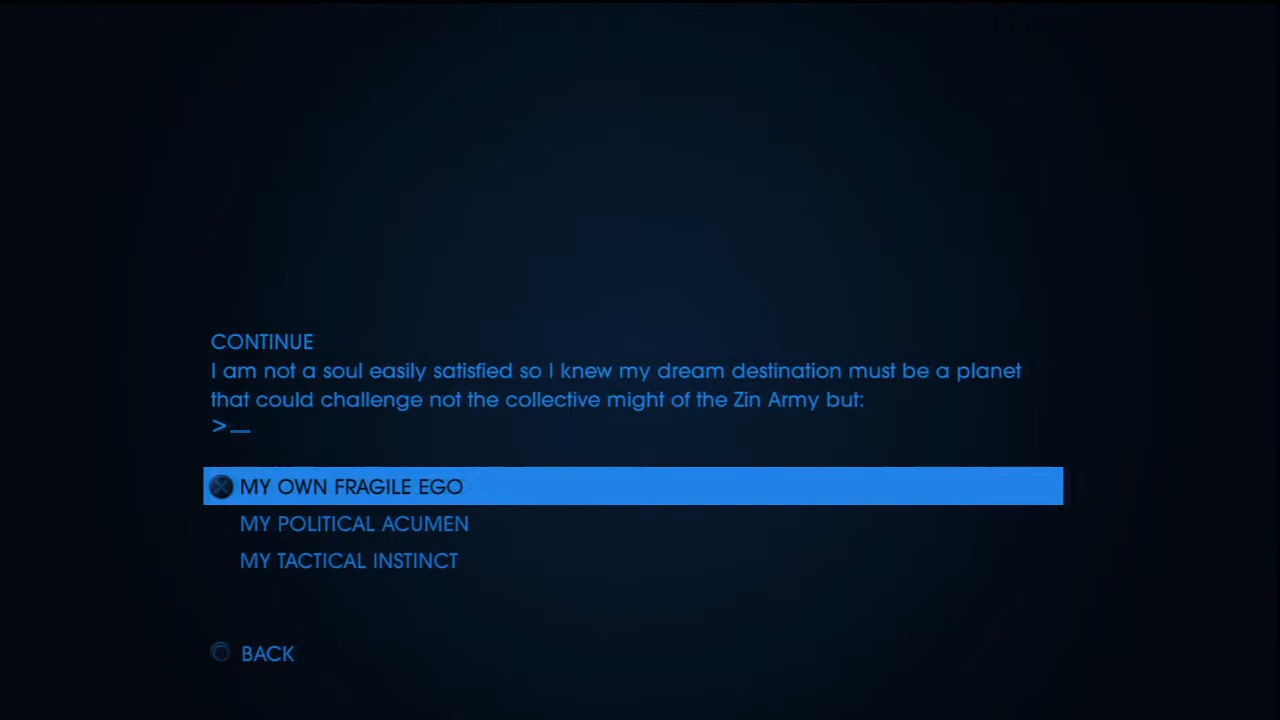 CONTINUE
I am not a soul easily satisfied so I knew my dream destination must be a planet
that could challenge not the collective might of the Zin Army but:
>_
MY OWN FRAGILE EGO
MY POLITICAL ACUMEN
MY TACTICAL INSTINCT
BACK